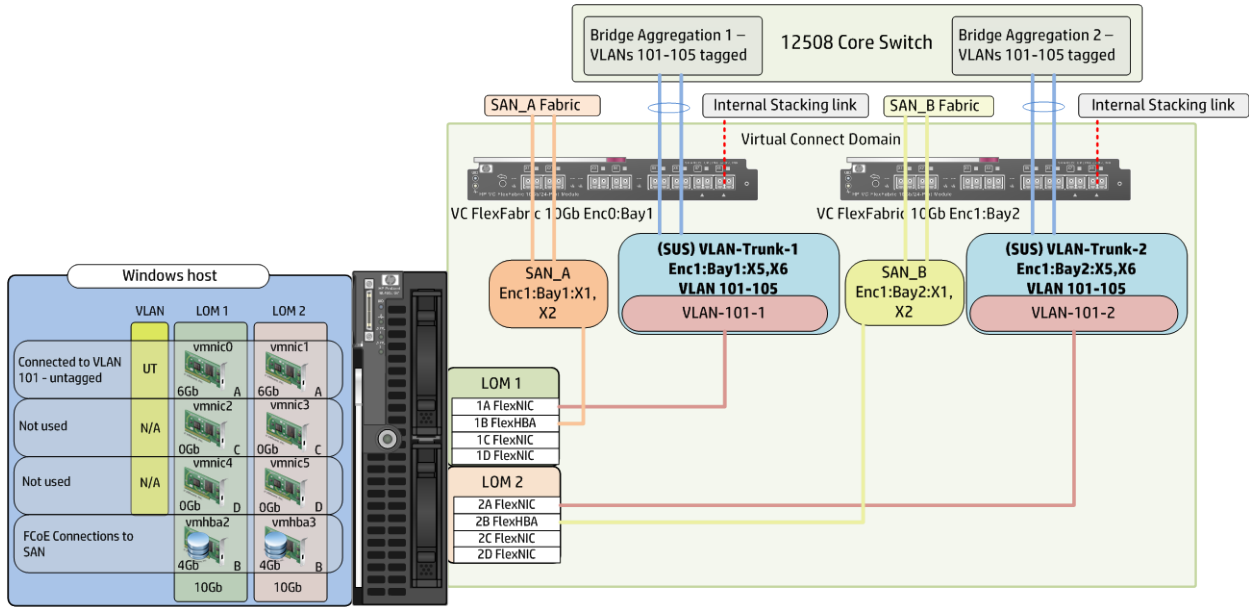 Bridge Aggregation 1 –
VLANs 101-105 tagged
12508 Core Switch
Bridge Aggregation 2 –
VLANs 101-105 tagged
SAN_A Fabric
Internal Stacking link
SAN_B Fabric
Internal Stacking link
Virtual Connect Domain
VC FlexFabric 10Gb Enc0:Bay1
VC FlexFabric 10Gb Enc1:Bay2
(SUS) VLAN-Trunk-1
Enc1:Bay1:X5,X6
VLAN 101-105
VLAN-101-1
SAN_A
Enc1:Bay1:X1,
X2
(SUS) VLAN-Trunk-2
Enc1:Bay2:X5,X6
VLAN 101-105
VLAN-101-2
SAN_B
Enc1:Bay2:X1,
X2
Windows host
VLAN
LOM 1
LOM 2
Connected to VLAN
101 - untagged
UT
vmnic0
6Gb
A
vmnic1
6Gb
A
Not used
N/A
vmnic2
0Gb
C
vmnic3
0Gb
C
Not used
N/A
vmnic4
0Gb
D
vmnic5
0Gb
D
FCoE Connections to
SAN
vmhba2
4Gb
B
vmhba3
4Gb
B
10Gb
10Gb
LOM 1
1A FlexNIC
1B FlexHBA
1C FlexNIC
1D FlexNIC
LOM 2
2A FlexNIC
2B FlexHBA
2C FlexNIC
2D FlexNIC